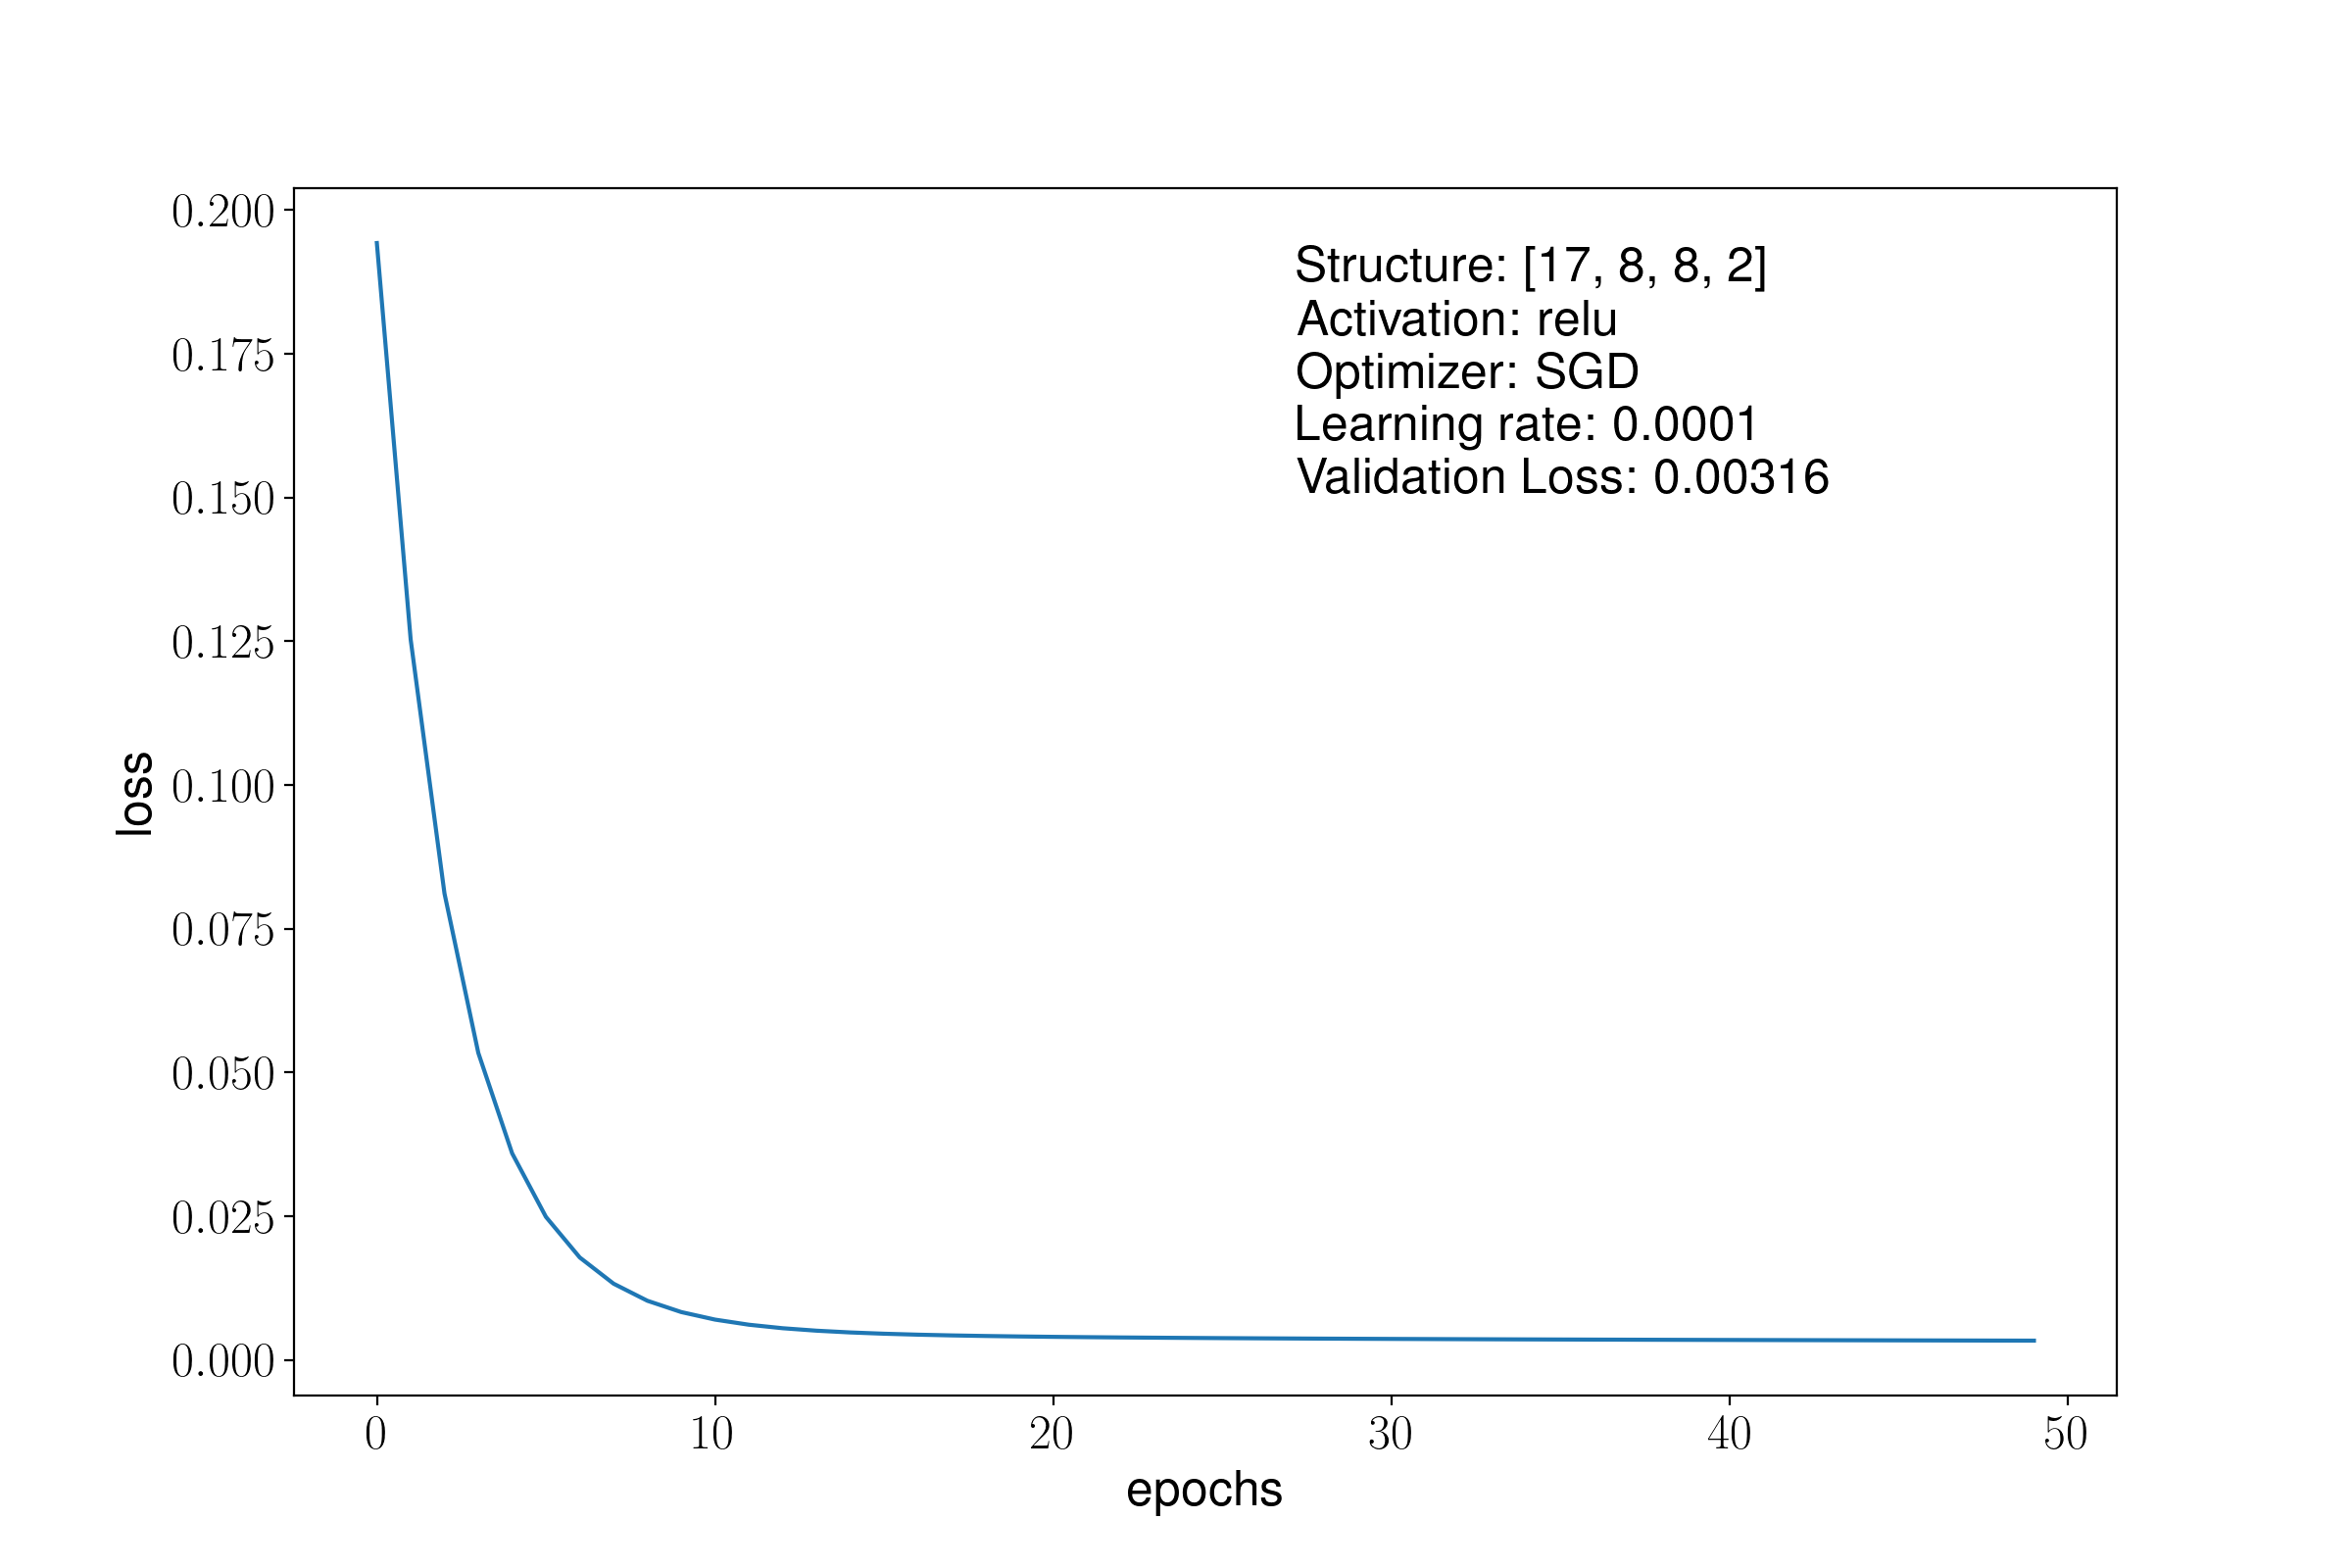 0.200
0.175
0.150
0.125
0.100
0.075
0.050
0.025
0.000
loss
Structure: [17, 8, 8, 2]
Activation: relu
Optimizer: SGD
Learning rate: 0.0001
Validation Loss: 0.00316
0 10 20 30 40 50
epochs